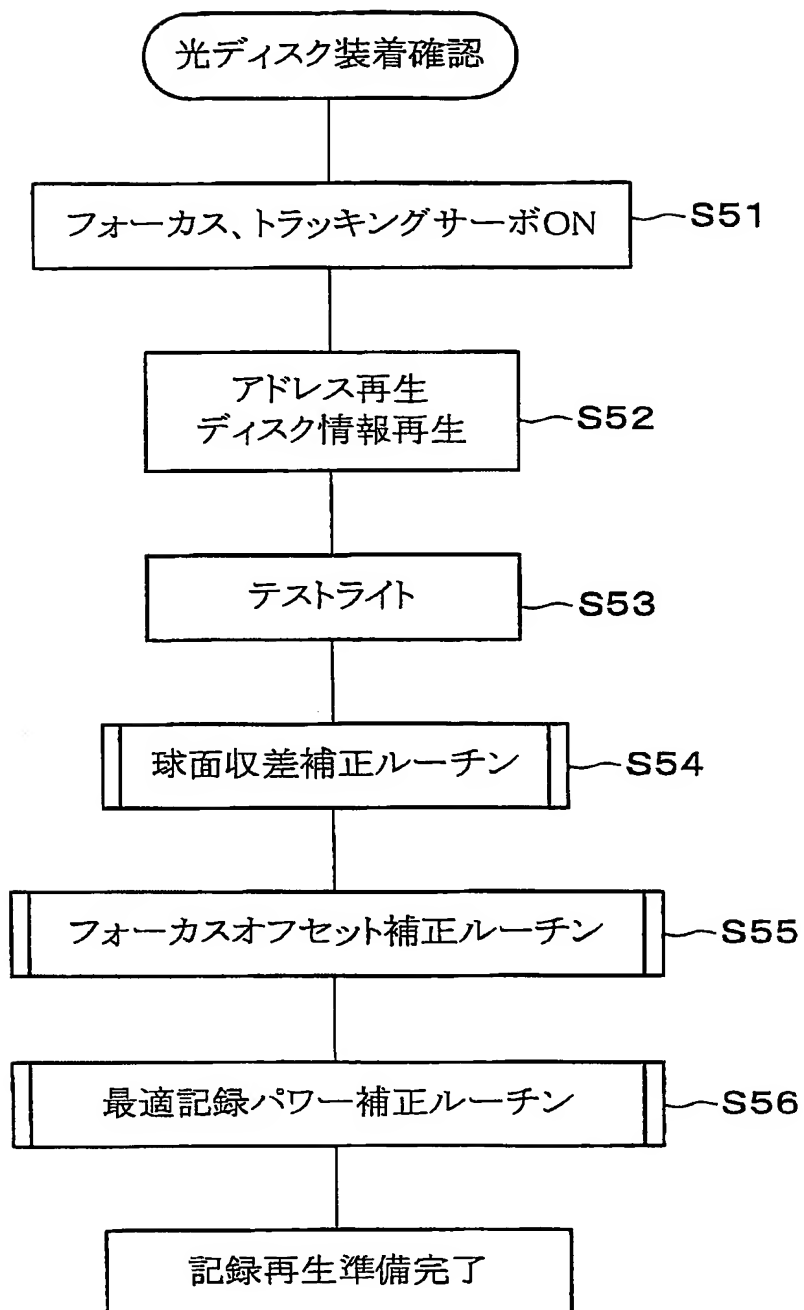 光ディスク装着確認
フォーカス、トラッキングサーボON
S51
アドレス再生
ディスク情報再生
S52
テストライト
S53
球面収差補正ルーチン
S54
フォーカスオフセット補正ルーチン
S55
最適記録パワー補正ルーチン
S56
記録再生準備完了